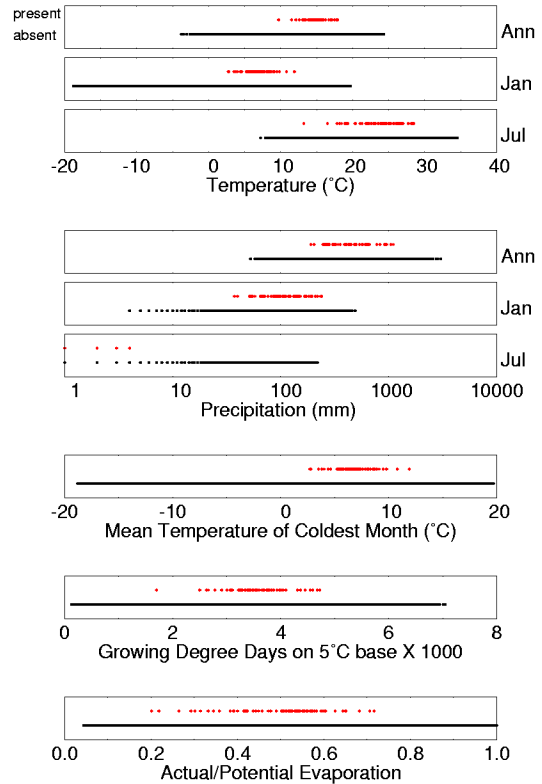 present
absent
Ann
Jan
Jul
-20 -10 0 10 20 30 40
Temperature (˚C)
Ann
Jan
Jul
1 10 100 1000 10000
Precipitation (mm)
-20 -10 0 10 20
Mean Temperature of Coldest Month (˚C)
0 2 4 6 8
Growing Degree Days on 5˚C base X 1000
0.0 0.2 0.4 0.6 0.8 1.0
Actual/Potential Evaporation